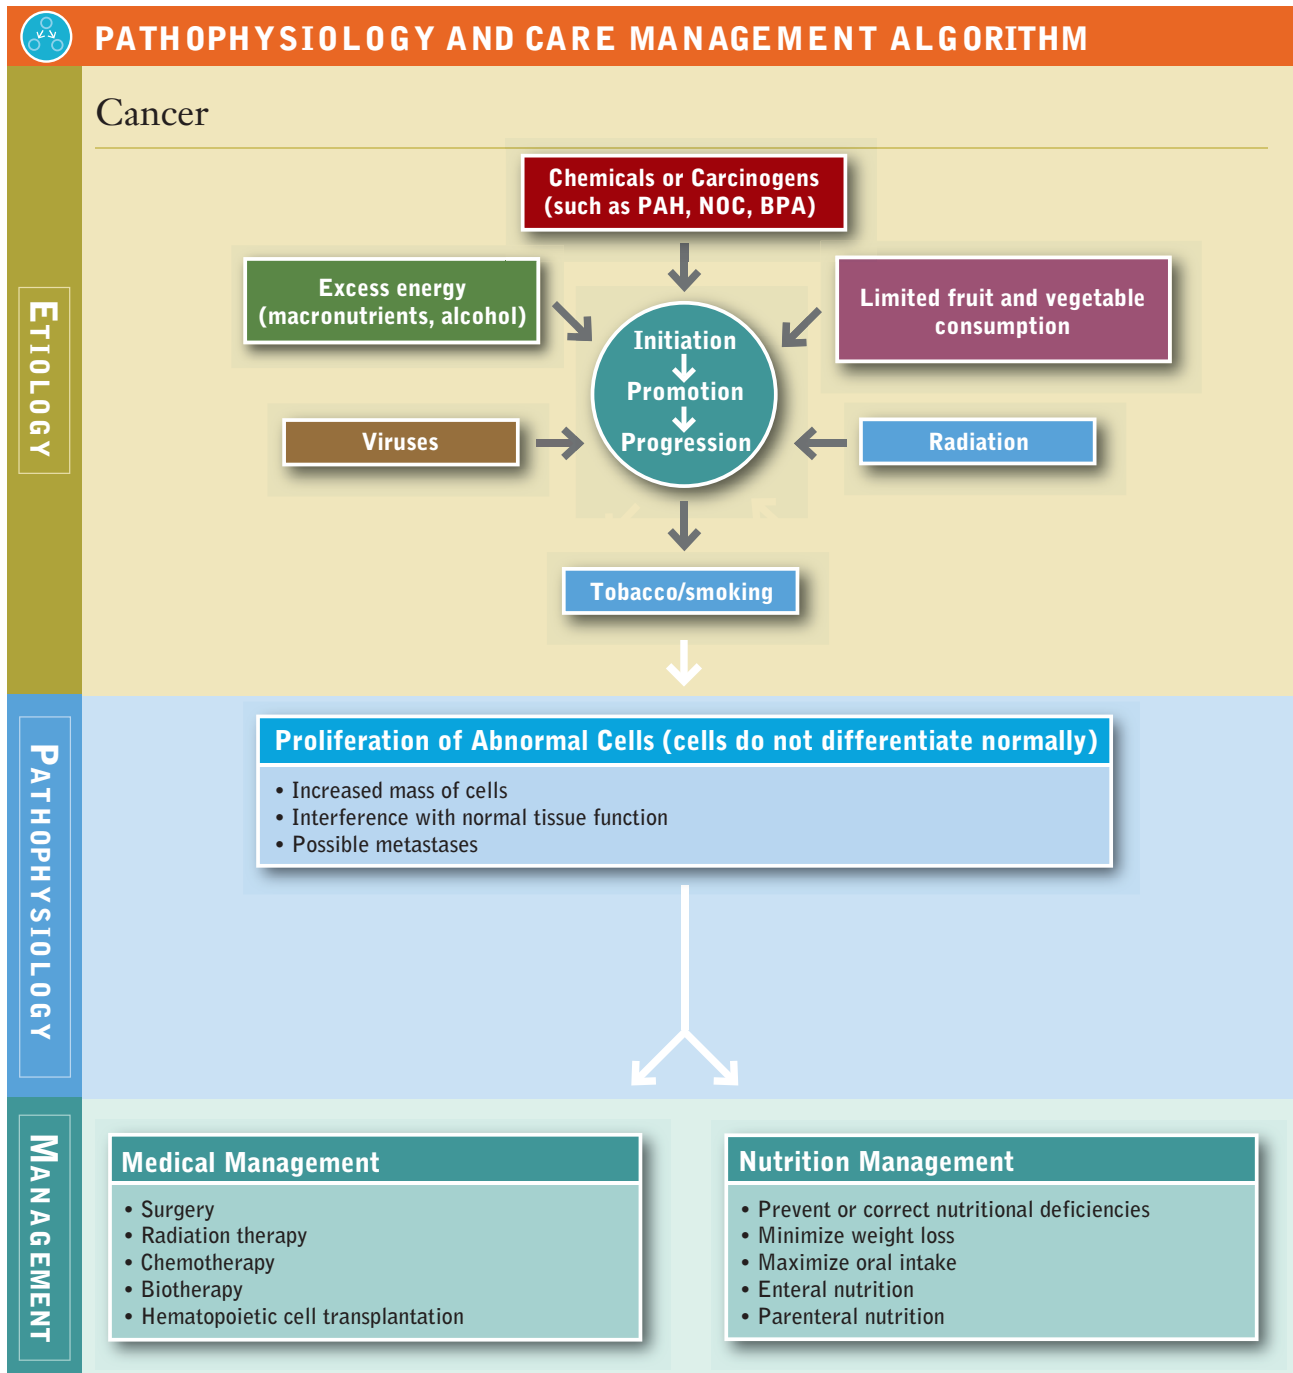 PATHOPHYSIOLOGY AND CARE MANAGEMENT ALGORITHM
Cancer
ETIOLOGY
Chemicals or Carcinogens
(such as PAH, NOC, BPA)
Excess energy
(macronutrients, alcohol)
Limited fruit and vegetable
consumption
Initiation
Promotion
Progression
Viruses
Radiation
Tobacco/smoking
PATHOPHYSIOLOGY
Proliferation of Abnormal Cells (cells do not differentiate normally)
• Increased mass of cells
• Interference with normal tissue function
• Possible metastases
MANAGEMENT
Medical Management
• Surgery
• Radiation therapy
• Chemotherapy
• Biotherapy
• Hematopoietic cell transplantation
Nutrition Management
• Prevent or correct nutritional deficiencies
• Minimize weight loss
• Maximize oral intake
• Enteral nutrition
• Parenteral nutrition